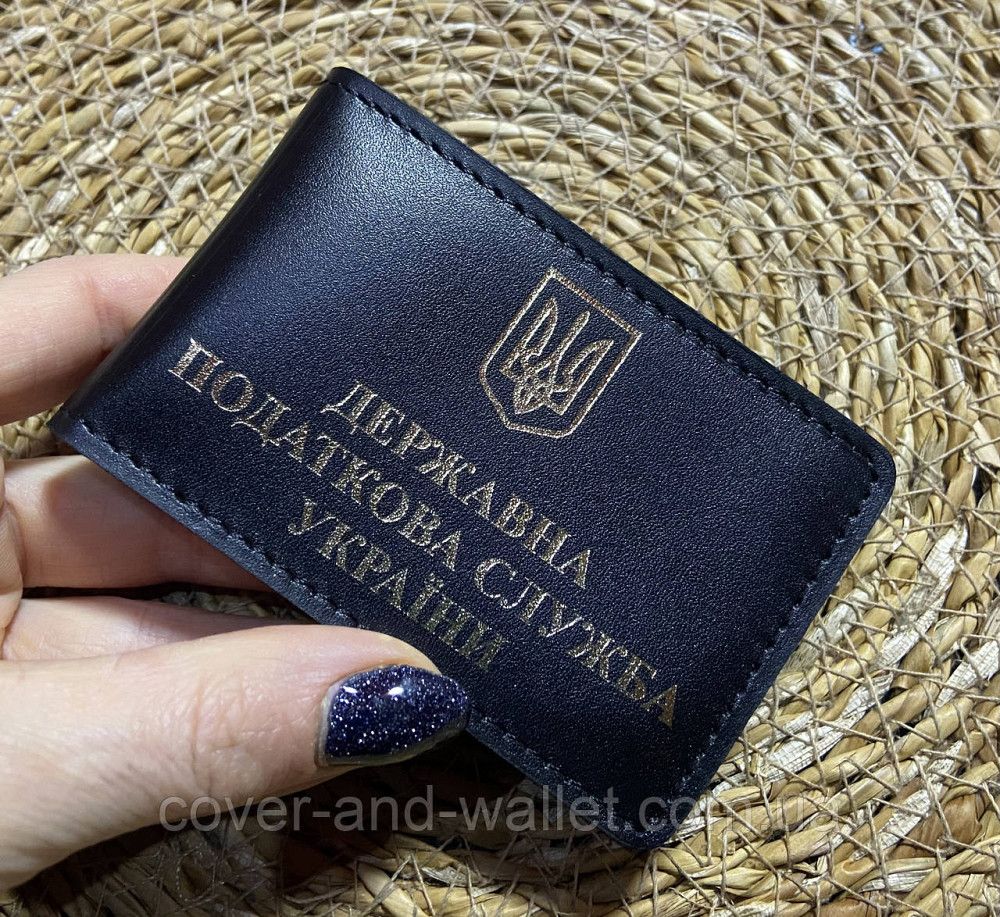 ДЕРЖАВНА
ПОДАТКОВА СЛУЖБА
УКРАЇНИ
cover-and-wallet.com.ua